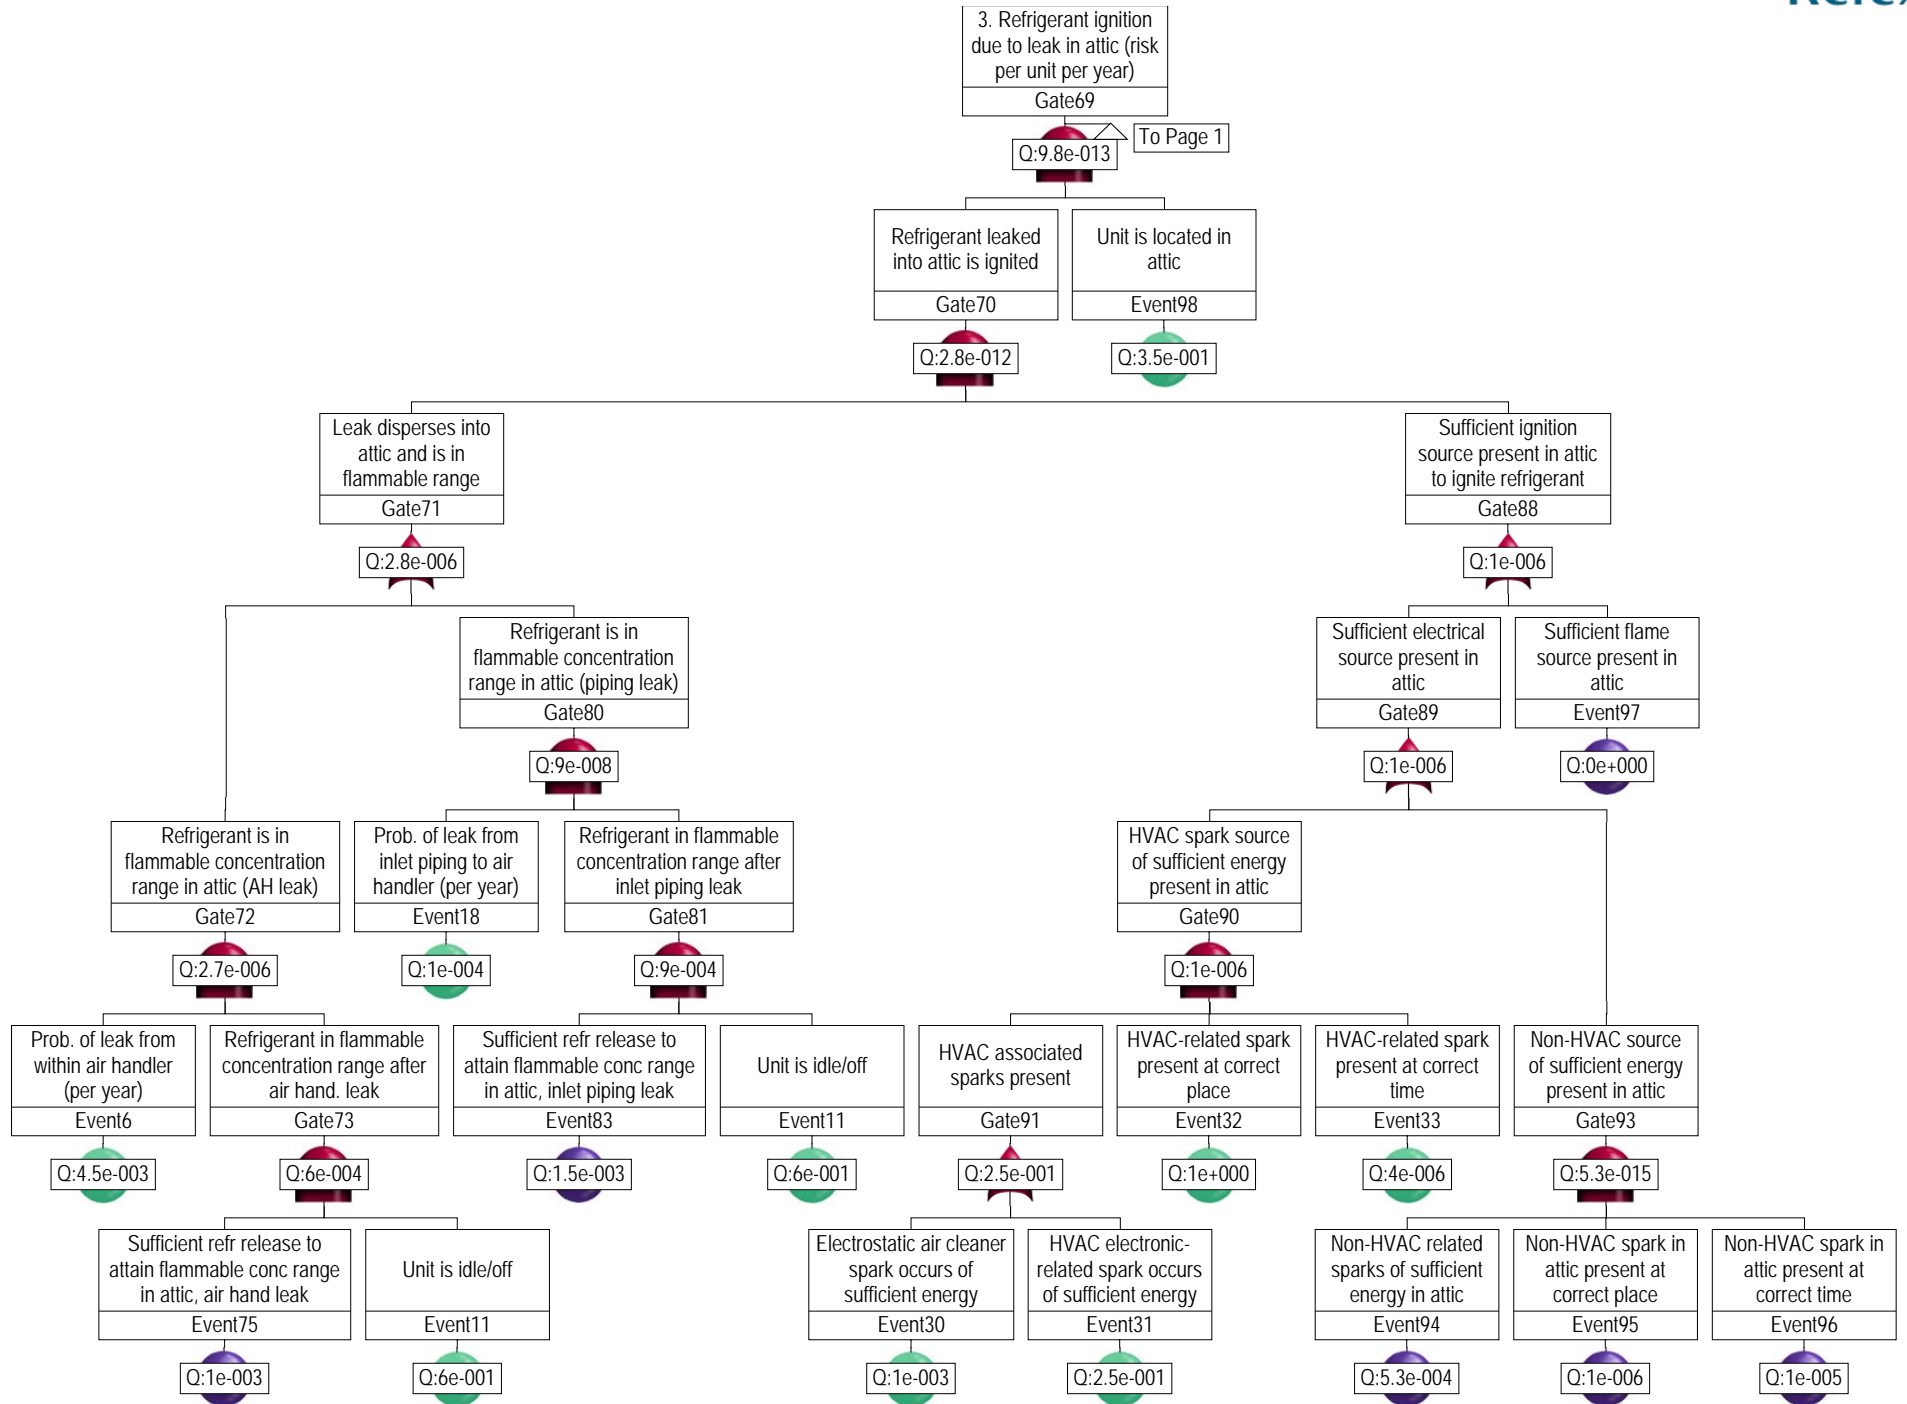 3. Refrigerant ignition
due to leak in attic (risk
per unit per year)
Gate69
To Page 1
Q:9.8e-013
Refrigerant leaked
into attic is ignited
Gate70
Q:2.8e-012
Unit is located in
attic
Event98
Q:3.5e-001
Leak disperses into
attic and is in
flammable range
Gate71
Q:2.8e-006
Sufficient ignition
source present in attic
to ignite refrigerant
Gate88
Q:1e-006
Refrigerant is in
flammable concentration
range in attic (piping leak)
Gate80
Q:9e-008
Sufficient electrical
source present in
attic
Gate89
Q:1e-006
Sufficient flame
source present in
attic
Event97
Q:0e+000
Refrigerant is in
flammable concentration
range in attic (AH leak)
Gate72
Q:2.7e-006
Prob. of leak from
inlet piping to air
handler (per year)
Event18
Q:1e-004
Refrigerant in flammable
concentration range after
inlet piping leak
Gate81
Q:9e-004
HVAC spark source
of sufficient energy
present in attic
Gate90
Q:1e-006
Prob. of leak from
within air handler
(per year)
Event6
Q:4.5e-003
Refrigerant in flammable
concentration range after
air hand. leak
Gate73
Q:6e-004
Sufficient refr release to
attain flammable conc range
in attic, inlet piping leak
Event83
Q:1.5e-003
Unit is idle/off
Event11
Q:6e-001
HVAC associated
sparks present
Gate91
Q:2.5e-001
HVAC-related spark
present at correct
place
Event32
Q:1e+000
HVAC-related spark
present at correct
time
Event33
Q:4e-006
Non-HVAC source
of sufficient energy
present in attic
Gate93
Q:5.3e-015
Sufficient refr release to
attain flammable conc range
in attic, air hand leak
Event75
Q:1e-003
Unit is idle/off
Event11
Q:6e-001
Electrostatic air cleaner
spark occurs of
sufficient energy
Event30
Q:1e-003
HVAC electronic-
related spark occurs
of sufficient energy
Event31
Q:2.5e-001
Non-HVAC related
sparks of sufficient
energy in attic
Event94
Q:5.3e-004
Non-HVAC spark in
attic present at
correct place
Event95
Q:1e-006
Non-HVAC spark in
attic present at
correct time
Event96
Q:1e-005